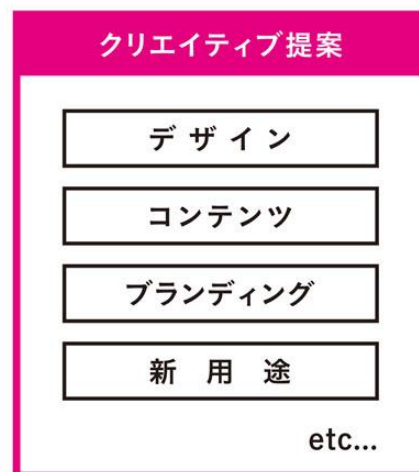 クリエイティブ提案
デザイン
コンテンツ
ブランディング
新用途
etc...